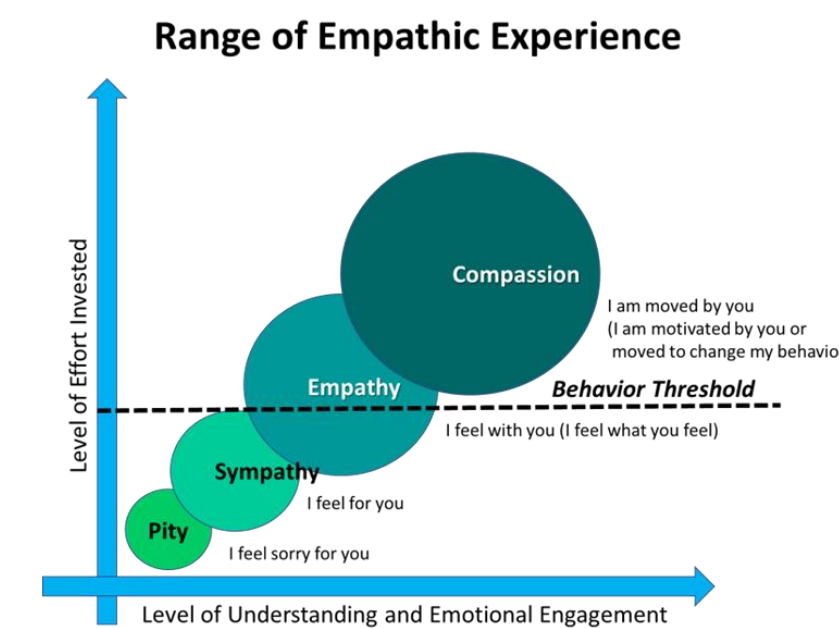 Range of Empathic Experience
Level of Effort Invested
Compassion
I am moved by you
(I am motivated by you or
moved to change my behavio
Empathy
Behavior Threshold
I feel with you (I feel what you feel)
Sympathy
I feel for you
Pity
I feel sorry for you
Level of Understanding and Emotional Engagement